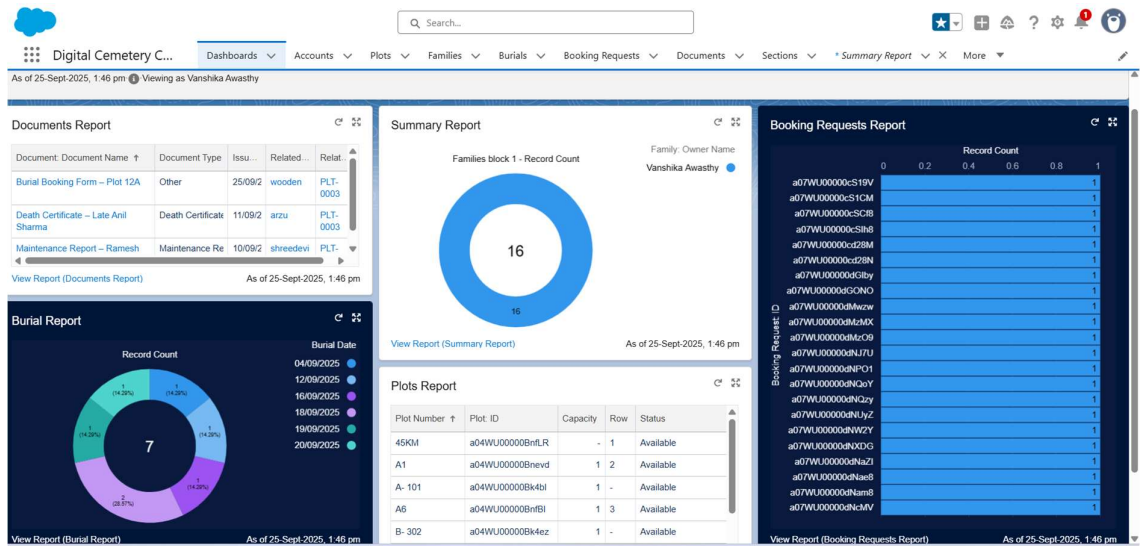 Search...
1
Digital Cemetery C...
Dashboards
Accounts
Plots
Families
Burials
Booking Requests
Documents
Sections
* Summary Report
More
As of 25-Sept-2025, 1:46 pm Viewing as Vanshika Awasthy
Documents Report
Document: Document Name ↑ Document Type Issu... Related... Relat...
Burial Booking Form – Plot 12A Other 25/09/2 wooden PLT-
0003
Death Certificate – Late Anil Death Certificate 11/09/2 arzu PLT-
Sharma 0003
Maintenance Report – Ramesh Maintenance Re 10/09/2 shreedevi PLT-
View Report (Documents Report) As of 25-Sept-2025, 1:46 pm
Burial Report
Record Count
Burial Date
04/09/2025
12/09/2025
16/09/2025
18/09/2025
19/09/2025
20/09/2025
1
(14.29%)
1
(14.29%)
1
(14.29%)
2
(28.57%)
1
(14.29%)
1
(14.29%)
7
View Report (Burial Report) As of 25-Sept-2025, 1:46 pm
Summary Report
Families block 1 - Record Count
Family: Owner Name
Vanshika Awasthy
16
16
View Report (Summary Report) As of 25-Sept-2025, 1:46 pm
Plots Report
Plot Number ↑ Plot: ID Capacity Row Status
45KM a04WU00000BnfLR - 1 Available
A1 a04WU00000Bnevd 1 2 Available
A- 101 a04WU00000Bk4bl 1 - Available
A6 a04WU00000BnfBl 1 3 Available
B- 302 a04WU00000Bk4ez 1 - Available
Booking Requests Report
Record Count
0 0.2 0.4 0.6 0.8 1
Booking Request: ID
a07WU00000cS19V 1
a07WU00000cS1CM 1
a07WU00000cSCf8 1
a07WU00000cSIh8 1
a07WU00000cd28M 1
a07WU00000cd28N 1
a07WU00000dGlby 1
a07WU00000dGONO 1
a07WU00000dMwzw 1
a07WU00000dMzMX 1
a07WU00000dMzO9 1
a07WU00000dNJ7U 1
a07WU00000dNPO1 1
a07WU00000dNQoY 1
a07WU00000dNQzy 1
a07WU00000dNUyZ 1
a07WU00000dNW2Y 1
a07WU00000dNXDG 1
a07WU00000dNaZl 1
a07WU00000dNae8 1
a07WU00000dNam8 1
a07WU00000dNcMV 1
View Report (Booking Requests Report) As of 25-Sept-2025, 1:46 pm